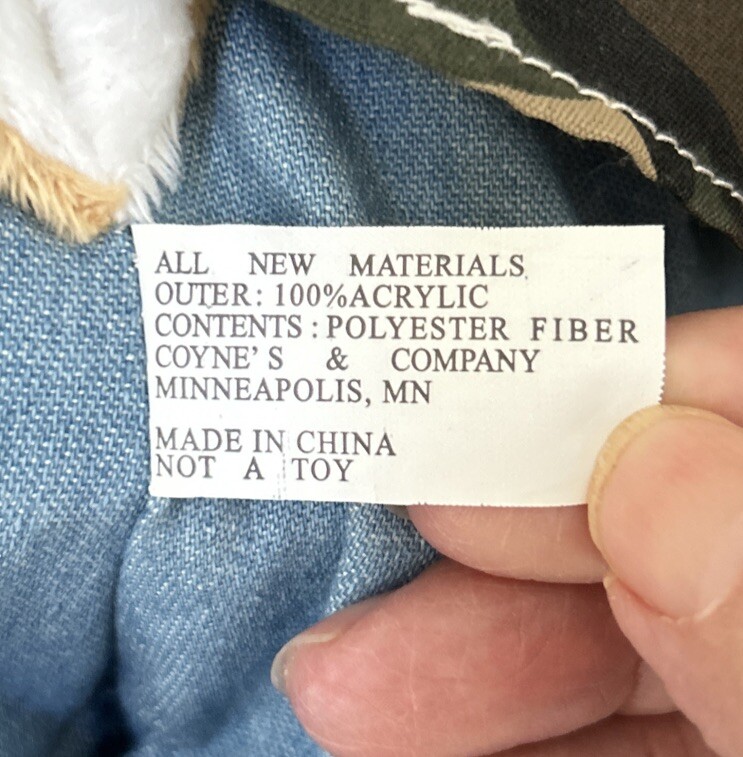 ALL NEW MATERIALS
OUTER: 100%ACRYLIC
CONTENTS : POLYESTER FIBER
COYNE'S & COMPANY
MINNEAPOLIS, MN
MADE IN CHINA
NOT A TOY